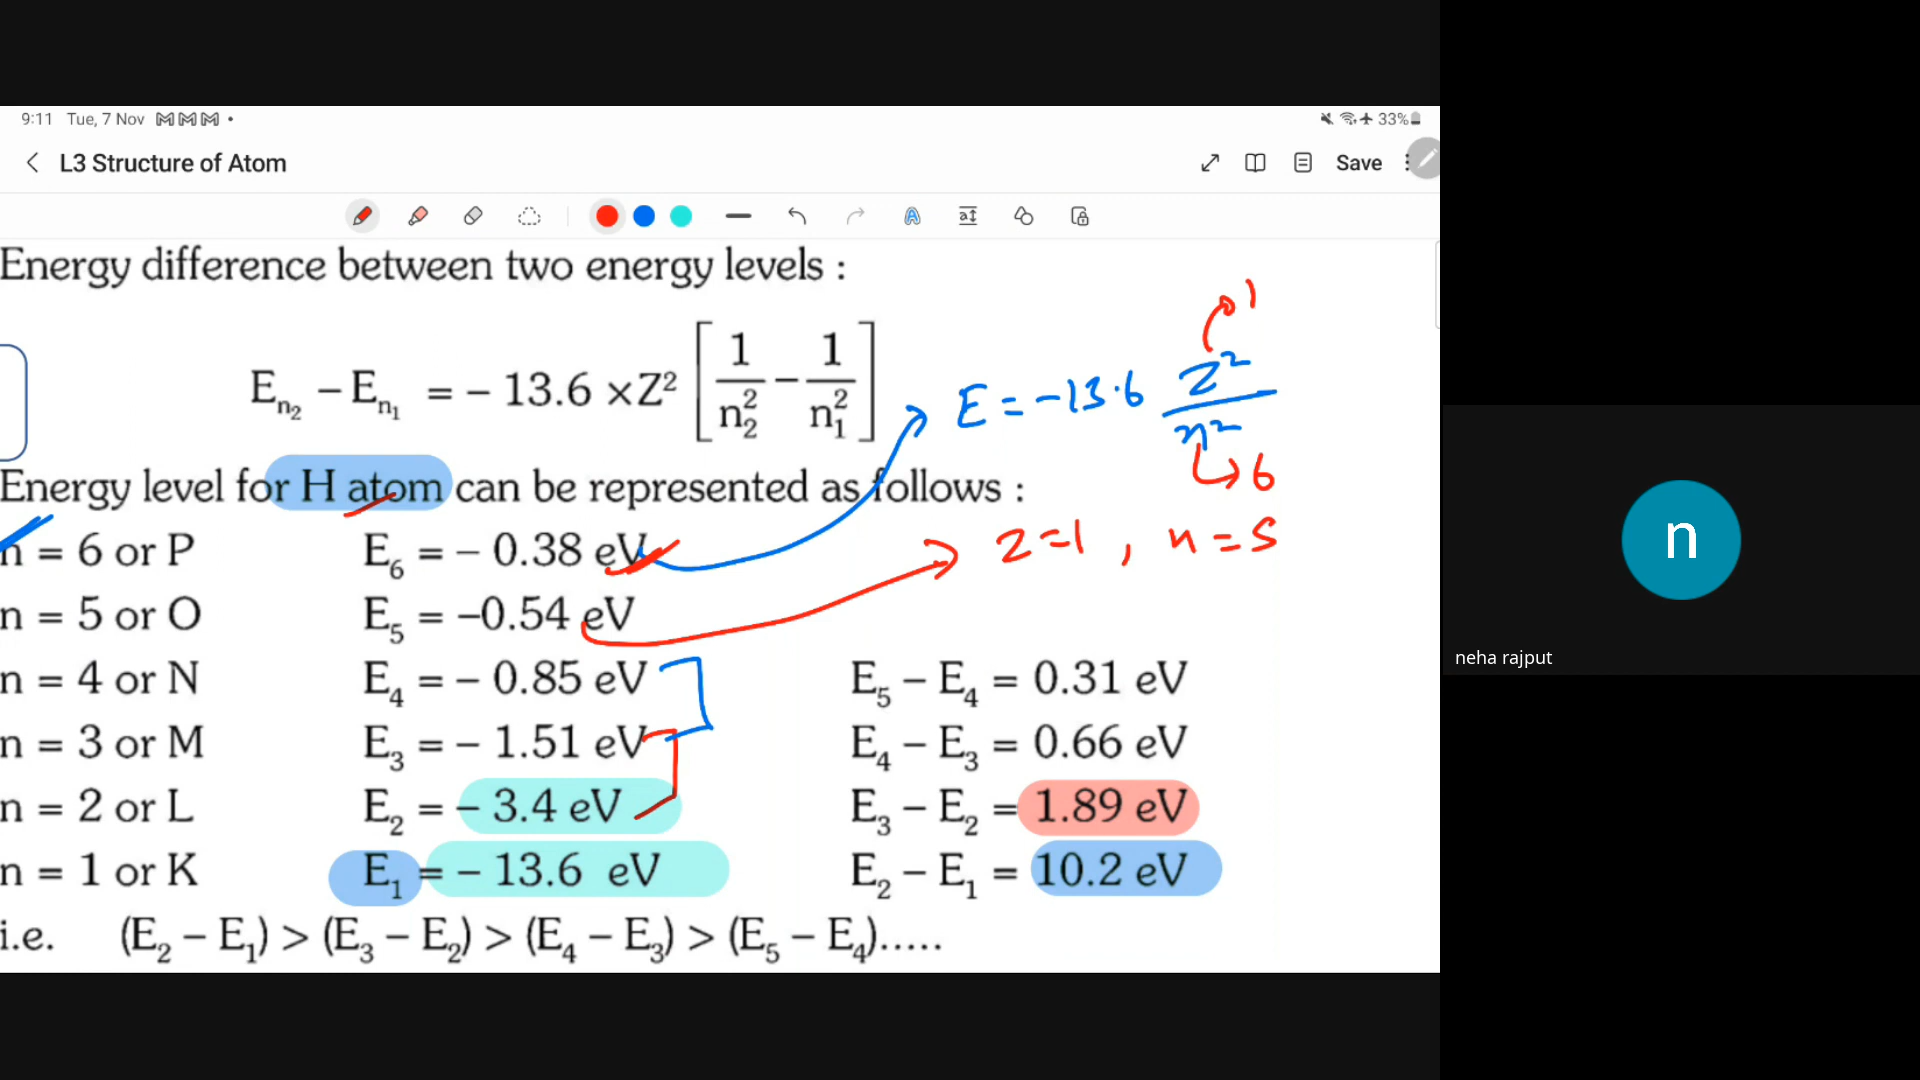 9:11 Tue, 7 Nov
33%
L3 Structure of Atom
Save
Energy difference between two energy levels :
Eₙ₂ − Eₙ₁ = − 13.6 ×Z² [1/n₂² − 1/n₁²]
E = −13.6 Z²/n²
1
6
Energy level for H atom can be represented as follows :
n = 6 or P E₆ = − 0.38 eV
z=1, n=5
n = 5 or O E₅ = −0.54 eV
n = 4 or N E₄ = − 0.85 eV E₅ − E₄ = 0.31 eV
n = 3 or M E₃ = − 1.51 eV E₄ − E₃ = 0.66 eV
n = 2 or L E₂ = − 3.4 eV E₃ − E₂ = 1.89 eV
n = 1 or K E₁ = − 13.6 eV E₂ − E₁ = 10.2 eV
i.e. (E₂ − E₁) > (E₃ − E₂) > (E₄ − E₃) > (E₅ − E₄).....
n
neha rajput